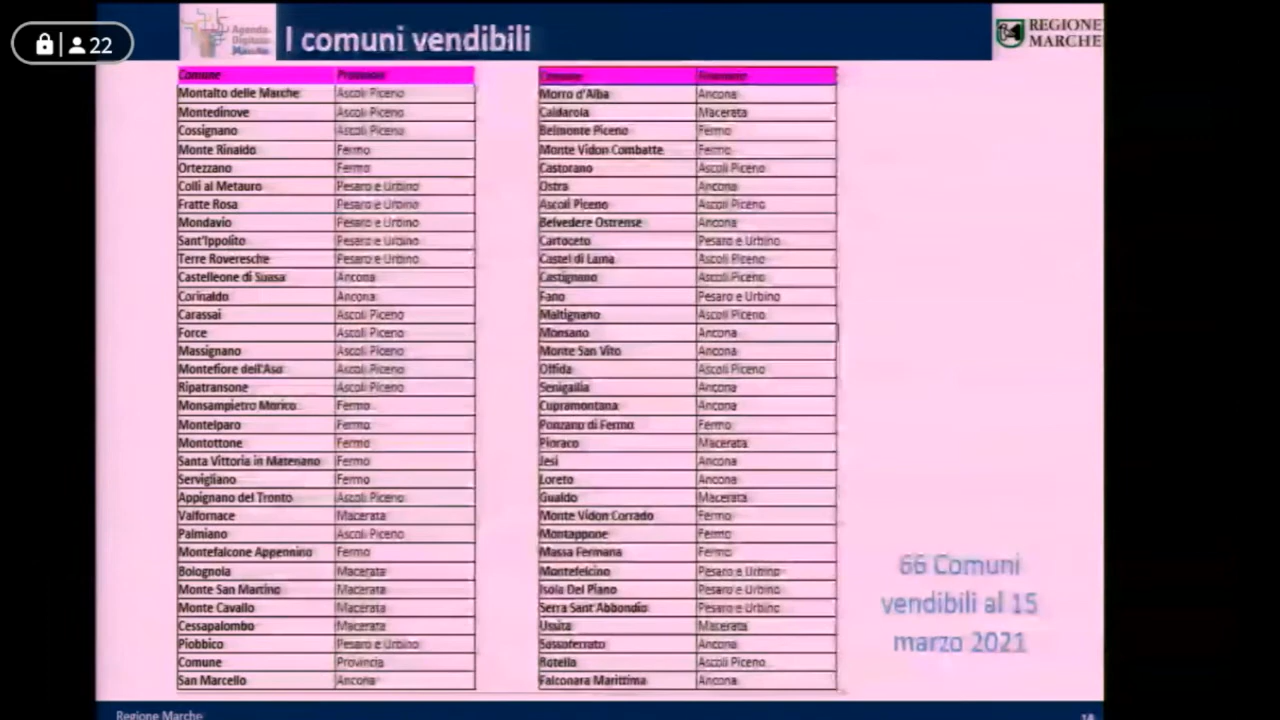 22
Agenda
Digitale
Marche
I comuni vendibili
REGIONE
MARCHE
Comune Provincia
Montalto delle Marche Ascoli Piceno
Montedinove Ascoli Piceno
Cossignano Ascoli Piceno
Monte Rinaldo Fermo
Ortezzano Fermo
Colli al Metauro Pesaro e Urbino
Fratte Rosa Pesaro e Urbino
Mondavio Pesaro e Urbino
Sant'Ippolito Pesaro e Urbino
Terre Roveresche Pesaro e Urbino
Castelleone di Suasa Ancona
Corinaldo Ancona
Carassai Ascoli Piceno
Force Ascoli Piceno
Massignano Ascoli Piceno
Montefiore dell'Aso Ascoli Piceno
Ripatransone Ascoli Piceno
Monsampietro Morico Fermo
Montelparo Fermo
Montottone Fermo
Santa Vittoria in Matenano Fermo
Servigliano Fermo
Appignano del Tronto Ascoli Piceno
Valfornace Macerata
Palmiano Ascoli Piceno
Montefalcone Appennino Fermo
Bolognola Macerata
Monte San Martino Macerata
Monte Cavallo Macerata
Cessapalombo Macerata
Piobbico Pesaro e Urbino
Comune Provincia
San Marcello Ancona
Comune Provincia
Morro d'Alba Ancona
Caldarola Macerata
Belmonte Piceno Fermo
Monte Vidon Combatte Fermo
Castorano Ascoli Piceno
Ostra Ancona
Ascoli Piceno Ascoli Piceno
Belvedere Ostrense Ancona
Cartoceto Pesaro e Urbino
Castel di Lama Ascoli Piceno
Castignano Ascoli Piceno
Fano Pesaro e Urbino
Maltignano Ascoli Piceno
Monsano Ancona
Monte San Vito Ancona
Offida Ascoli Piceno
Senigallia Ancona
Cupramontana Ancona
Ponzano di Fermo Fermo
Pioraco Macerata
Jesi Ancona
Loreto Ancona
Gualdo Macerata
Monte Vidon Corrado Fermo
Montappone Fermo
Massa Fermana Fermo
Montefelcino Pesaro e Urbino
Isola Del Piano Pesaro e Urbino
Serra Sant'Abbondio Pesaro e Urbino
Ussita Macerata
Sassoferrato Ancona
Rotella Ascoli Piceno
Falconara Marittima Ancona
66 Comuni
vendibili al 15
marzo 2021
Regione Marche